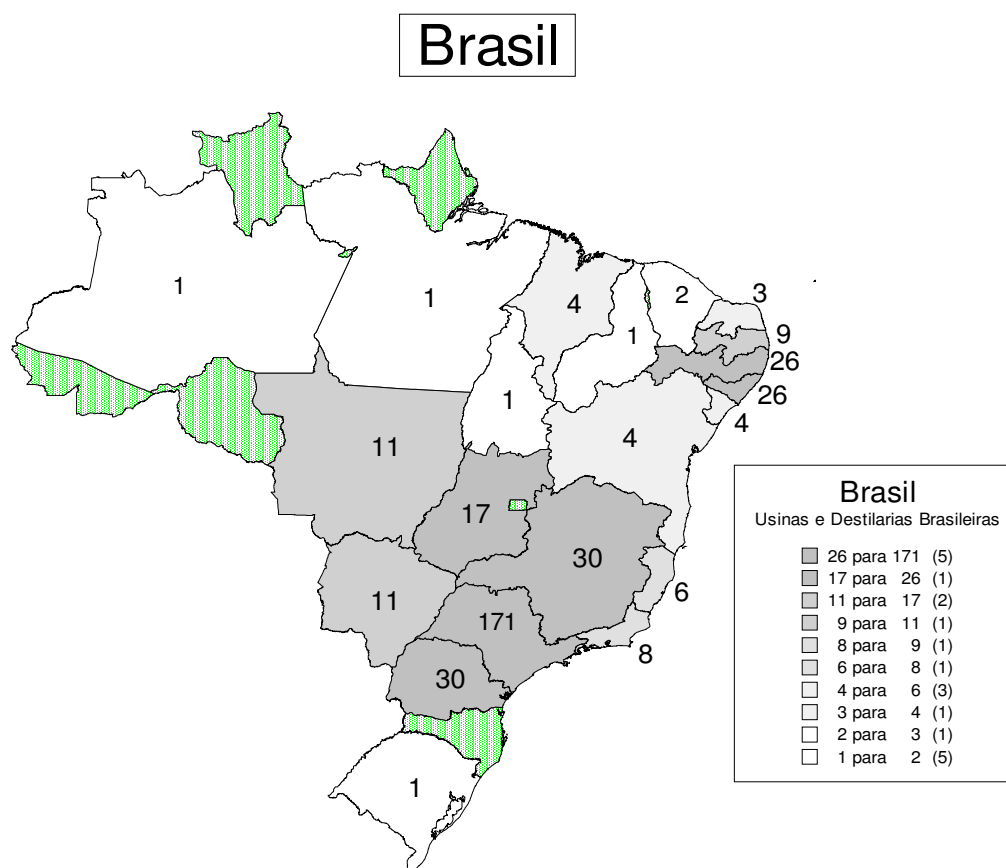 Brasil
1
1
4
2
3
1
9
26
26
4
1
4
11
17
30
6
11
171
8
30
1
Brasil
Usinas e Destilarias Brasileiras
26 para 171 (5)
17 para 26 (1)
11 para 17 (2)
9 para 11 (1)
8 para 9 (1)
6 para 8 (1)
4 para 6 (3)
3 para 4 (1)
2 para 3 (1)
1 para 2 (5)